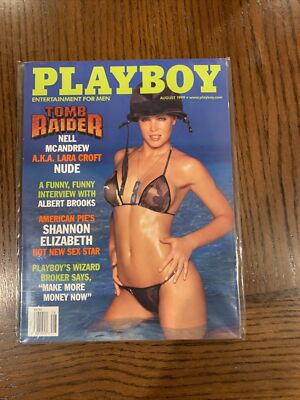 PLAYBOY
ENTERTAINMENT FOR MEN
AUGUST 1999 • www.playboy.com
TOMB
RAIDER
NELL
MCANDREW
A.K.A. LARA CROFT
NUDE
A FUNNY, FUNNY
INTERVIEW WITH
ALBERT BROOKS
AMERICAN PIE'S
SHANNON
ELIZABETH
HOT NEW SEX STAR
PLAYBOY'S WIZARD
BROKER SAYS,
"MAKE MORE
MONEY NOW"